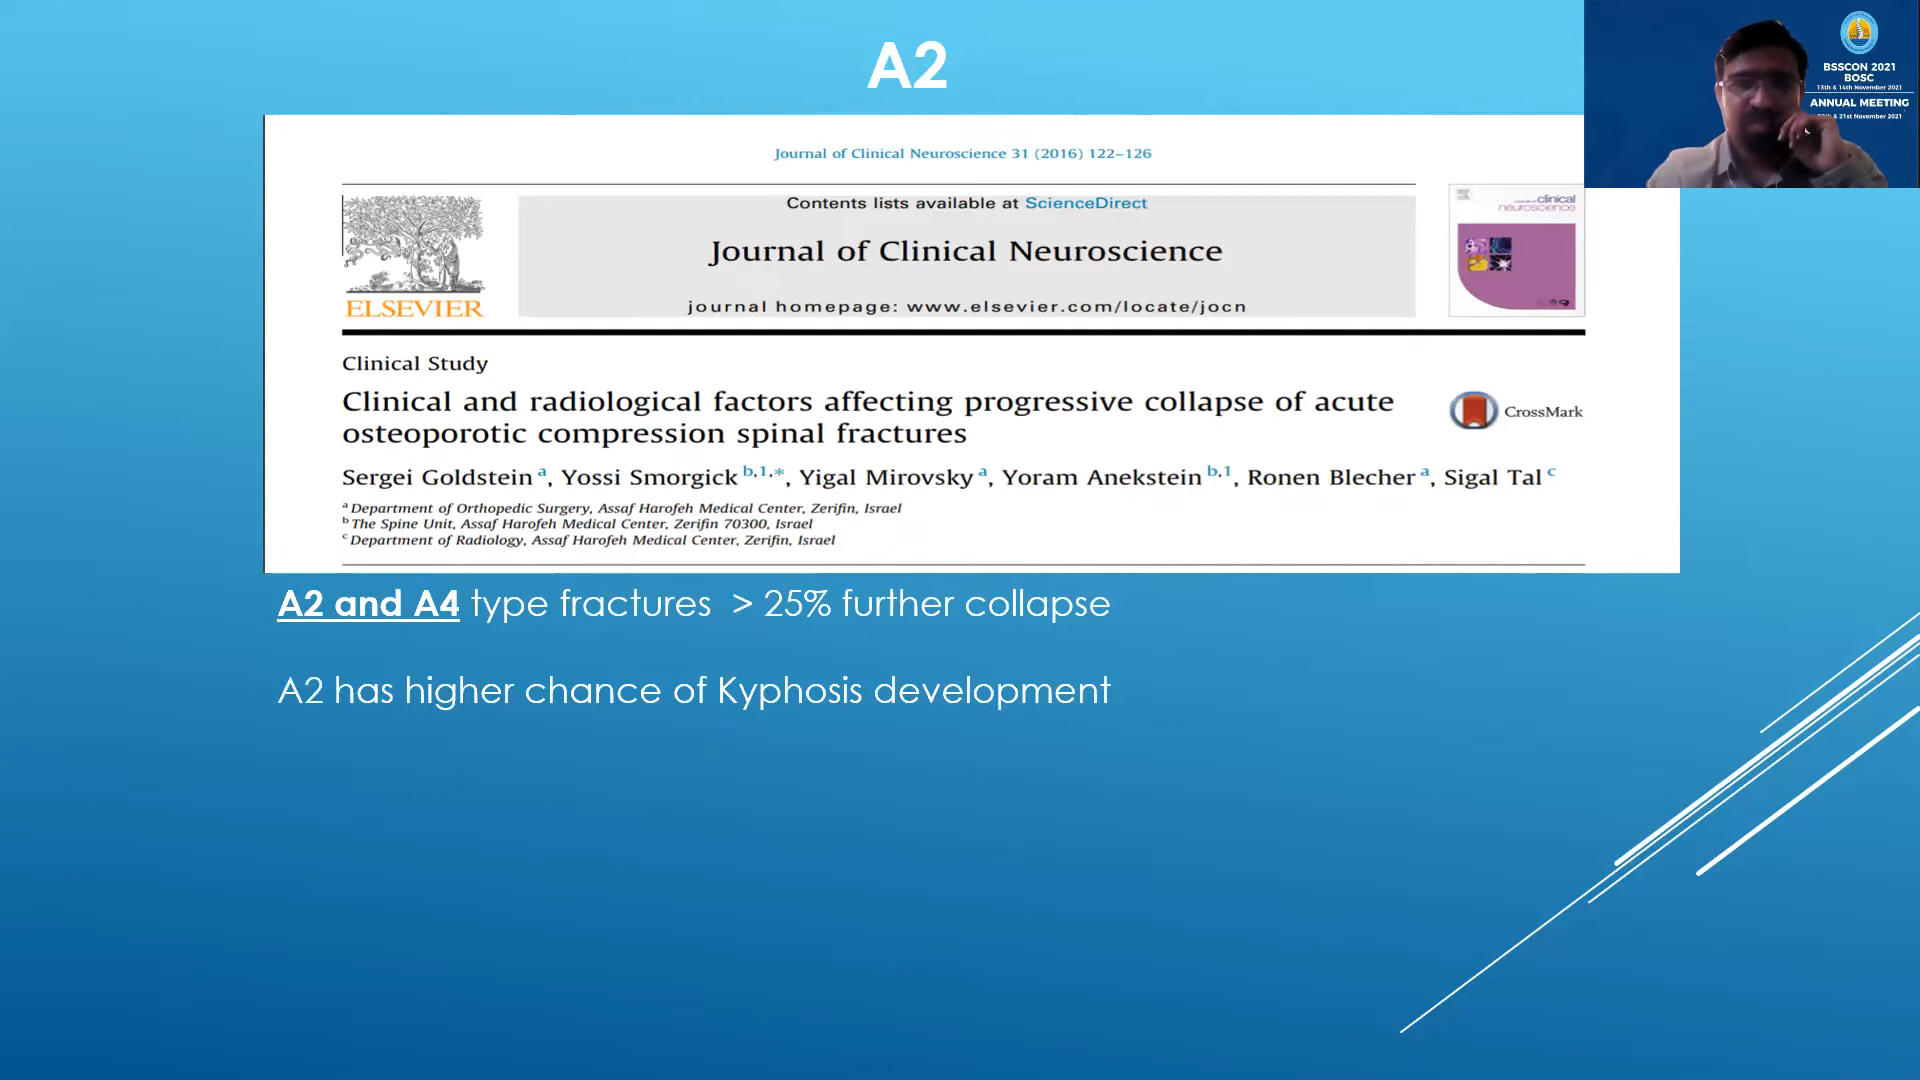 A2
BSSCON 2021
BOSC
13th & 14th November 2021
ANNUAL MEETING
& 21st November 2021
Journal of Clinical Neuroscience 31 (2016) 122–126
Contents lists available at ScienceDirect
Journal of Clinical Neuroscience
journal homepage: www.elsevier.com/locate/jocn
ELSEVIER
journal of clinical
neuroscience
Clinical Study
Clinical and radiological factors affecting progressive collapse of acute
osteoporotic compression spinal fractures
CrossMark
Sergei Goldstein a, Yossi Smorgick b,1,*, Yigal Mirovsky a, Yoram Anekstein b,1, Ronen Blecher a, Sigal Tal c
a Department of Orthopedic Surgery, Assaf Harofeh Medical Center, Zerifin, Israel
b The Spine Unit, Assaf Harofeh Medical Center, Zerifin 70300, Israel
c Department of Radiology, Assaf Harofeh Medical Center, Zerifin, Israel
A2 and A4 type fractures > 25% further collapse
A2 has higher chance of Kyphosis development